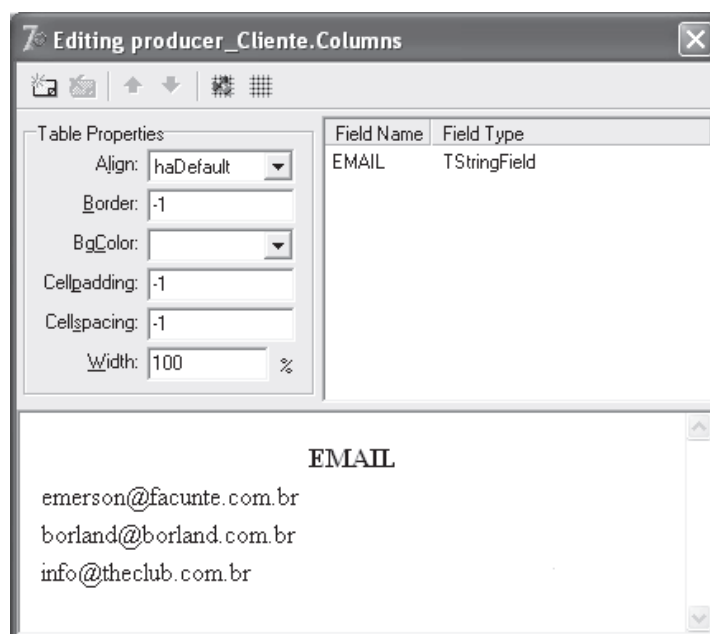 Editing producer_Cliente.Columns
Table Properties
Align: haDefault
Border: -1
BgColor:
Cellpadding: -1
Cellspacing: -1
Width: 100 %
Field Name Field Type
EMAIL TStringField
EMAIL
emerson@facunte.com.br
borland@borland.com.br
info@theclub.com.br